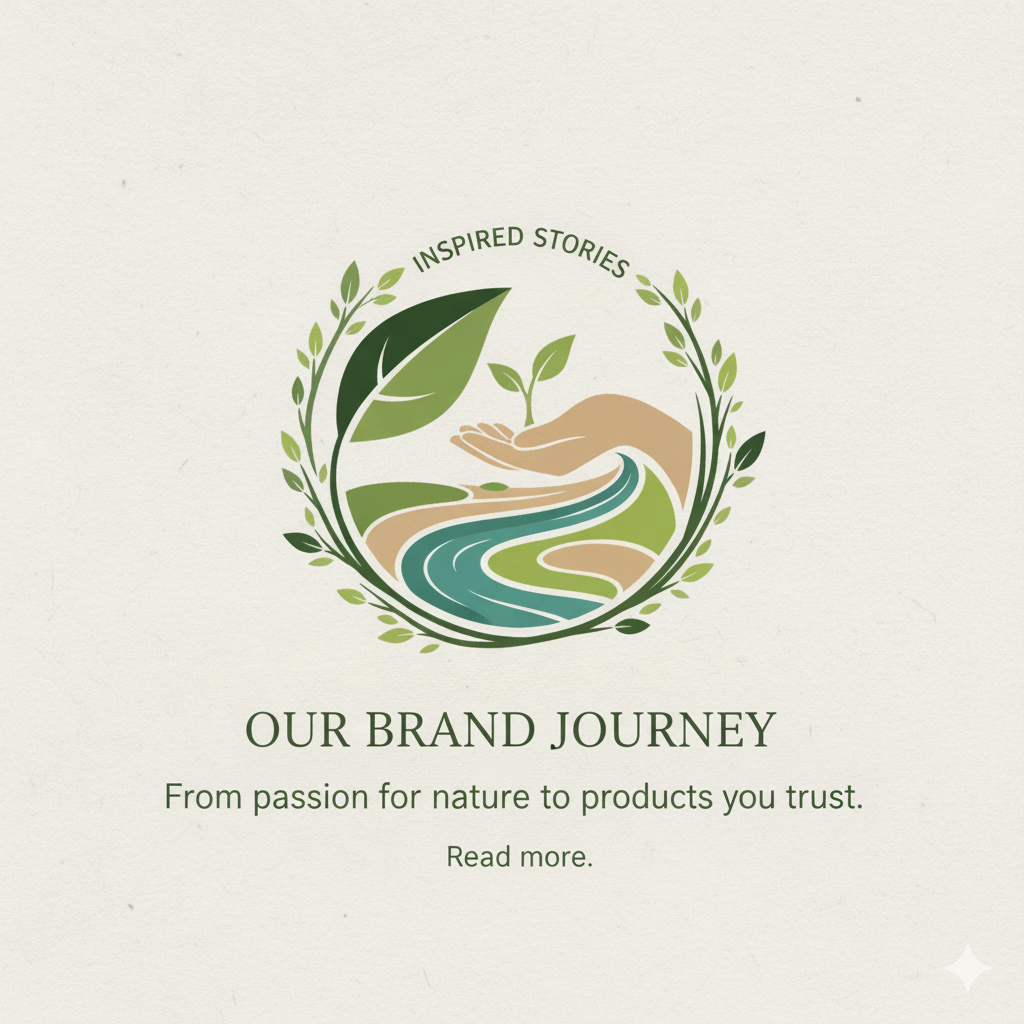 INSPIRED STORIES
OUR BRAND JOURNEY
From passion for nature to products you trust.
Read more.